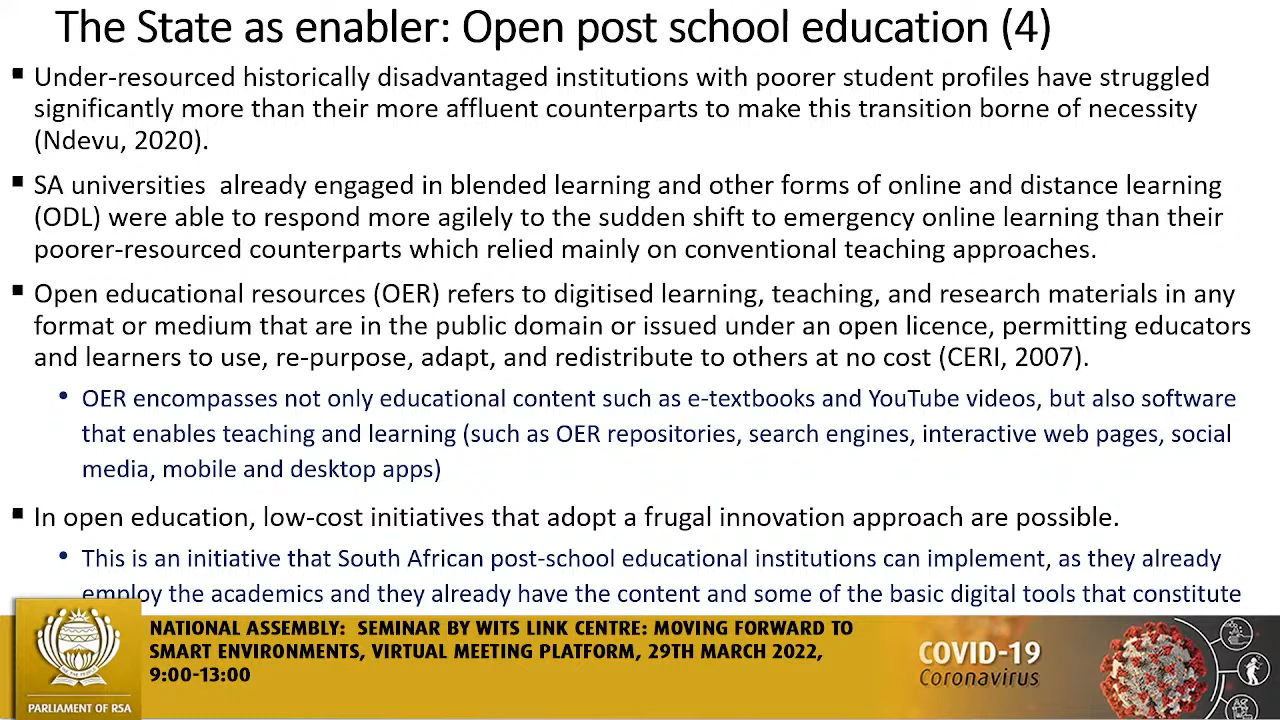 The State as enabler: Open post school education (4)
▪ Under-resourced historically disadvantaged institutions with poorer student profiles have struggled
significantly more than their more affluent counterparts to make this transition borne of necessity
(Ndevu, 2020).
▪ SA universities  already engaged in blended learning and other forms of online and distance learning
(ODL) were able to respond more agilely to the sudden shift to emergency online learning than their
poorer-resourced counterparts which relied mainly on conventional teaching approaches.
▪ Open educational resources (OER) refers to digitised learning, teaching, and research materials in any
format or medium that are in the public domain or issued under an open licence, permitting educators
and learners to use, re-purpose, adapt, and redistribute to others at no cost (CERI, 2007).
• OER encompasses not only educational content such as e-textbooks and YouTube videos, but also software
that enables teaching and learning (such as OER repositories, search engines, interactive web pages, social
media, mobile and desktop apps)
▪ In open education, low-cost initiatives that adopt a frugal innovation approach are possible.
• This is an initiative that South African post-school educational institutions can implement, as they already
employ the academics and they already have the content and some of the basic digital tools that constitute
NATIONAL ASSEMBLY:  SEMINAR BY WITS LINK CENTRE: MOVING FORWARD TO
SMART ENVIRONMENTS, VIRTUAL MEETING PLATFORM, 29TH MARCH 2022,
9:00-13:00
PARLIAMENT OF RSA
COVID-19
Coronavirus